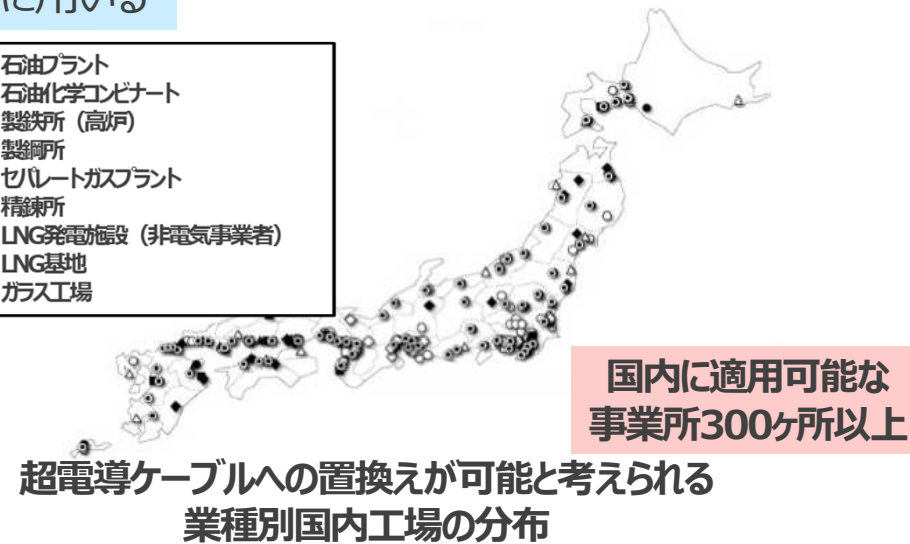 に用いる
石油プラント
石油化学コンビナート
製鉄所（高炉）
製鋼所
セパレートガスプラント
精錬所
LNG発電施設（非電気事業者）
LNG基地
ガラス工場
国内に適用可能な
事業所300ヶ所以上
超電導ケーブルへの置換えが可能と考えられる
業種別国内工場の分布